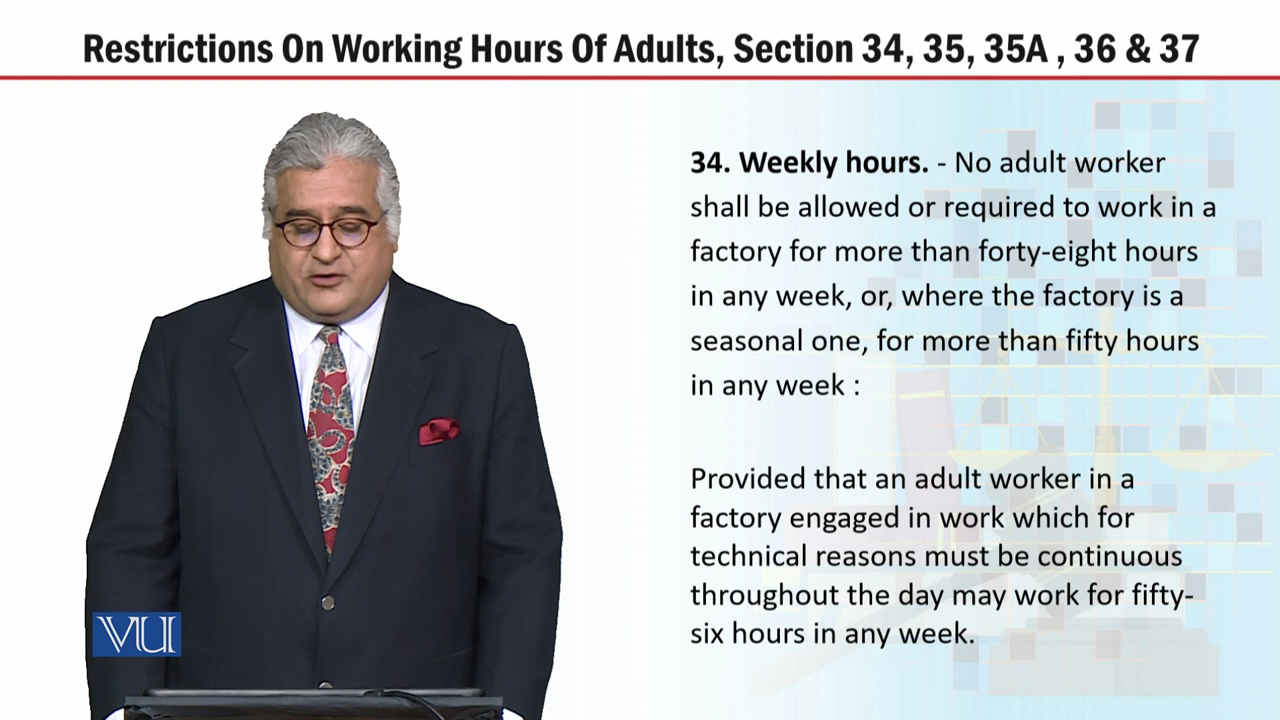 Restrictions On Working Hours Of Adults, Section 34, 35, 35A , 36 & 37
34. Weekly hours. - No adult worker
shall be allowed or required to work in a
factory for more than forty-eight hours
in any week, or, where the factory is a
seasonal one, for more than fifty hours
in any week :
Provided that an adult worker in a
factory engaged in work which for
technical reasons must be continuous
throughout the day may work for fifty-
six hours in any week.
VU